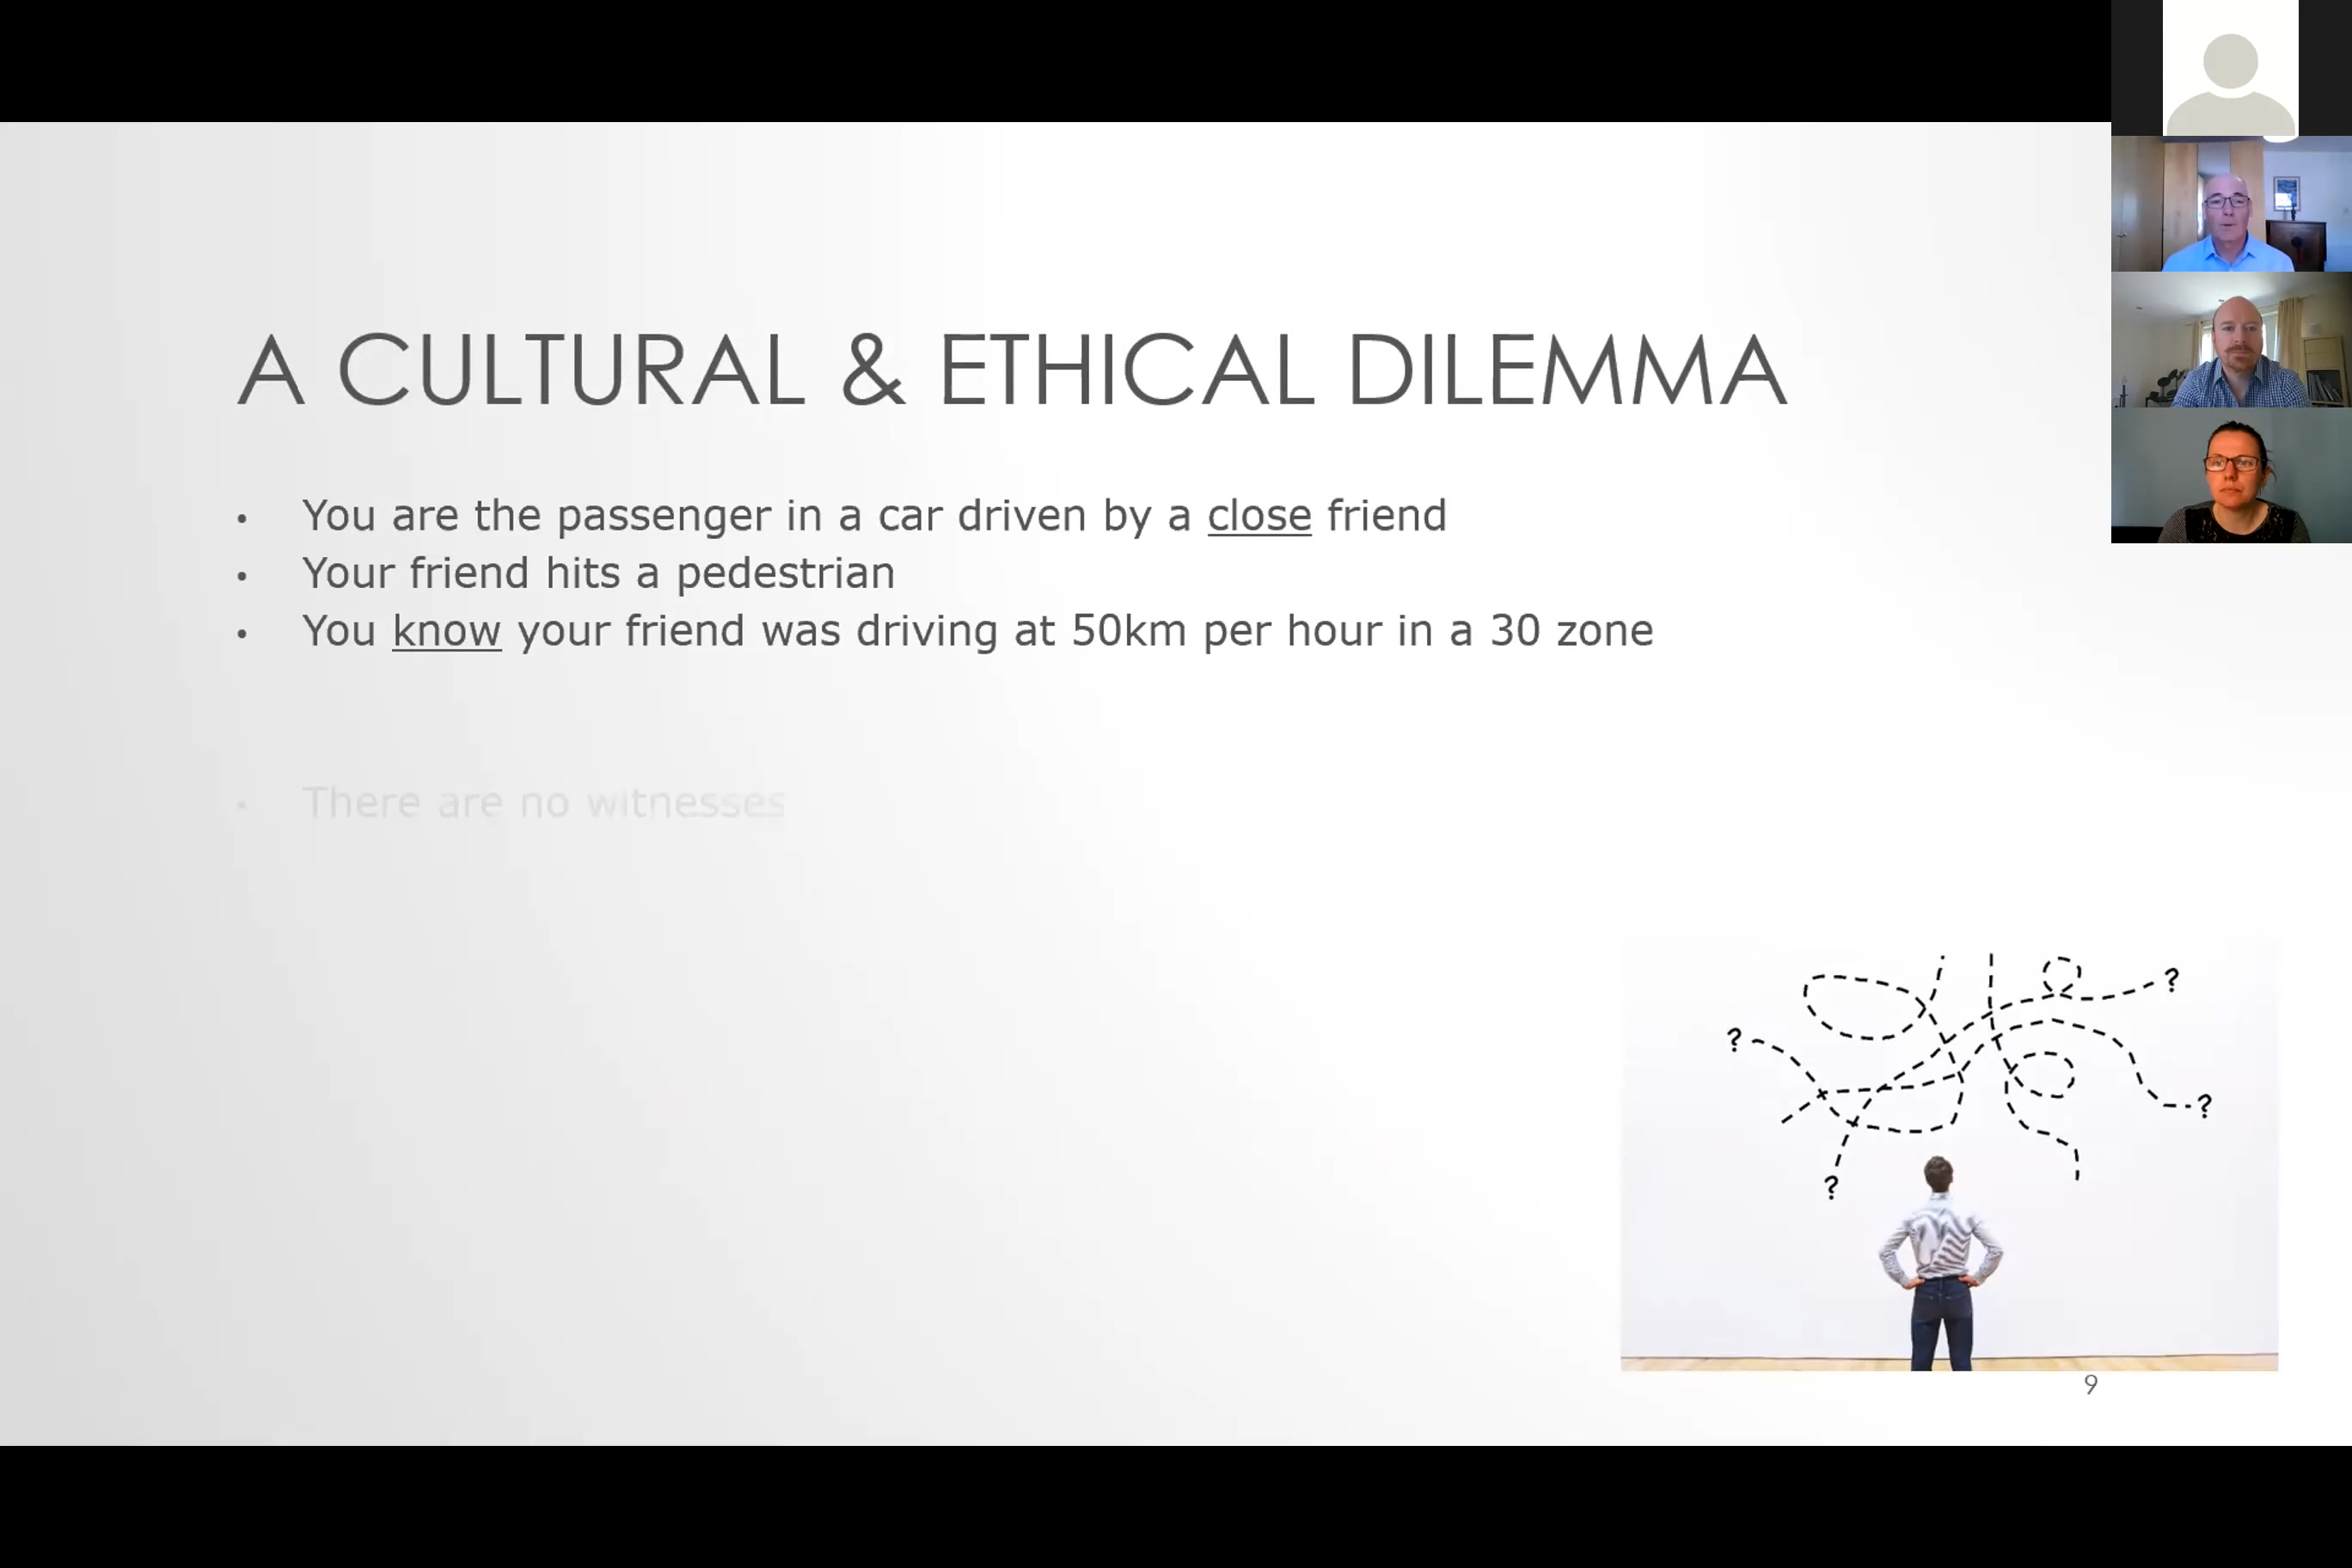 A CULTURAL & ETHICAL DILEMMA
• You are the passenger in a car driven by a close friend
• Your friend hits a pedestrian
• You know your friend was driving at 50km per hour in a 30 zone
• There are no witnesses
?
?
?
?
9